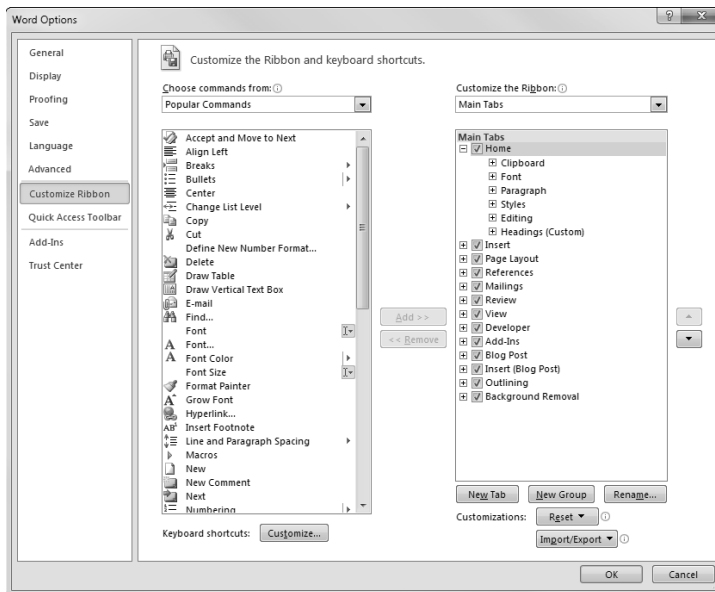 Word Options
General
Display
Proofing
Save
Language
Advanced
Customize Ribbon
Quick Access Toolbar
Add-Ins
Trust Center
Customize the Ribbon and keyboard shortcuts.
Choose commands from:
Popular Commands
Accept and Move to Next
Align Left
Breaks
Bullets
Center
Change List Level
Copy
Cut
Define New Number Format...
Delete
Draw Table
Draw Vertical Text Box
E-mail
Find...
Font
Font...
Font Color
Font Size
Format Painter
Grow Font
Hyperlink...
Insert Footnote
Line and Paragraph Spacing
Macros
New
New Comment
Next
Numbering
Keyboard shortcuts: Customize...
Add >>
<< Remove
Customize the Ribbon:
Main Tabs
Main Tabs
Home
Clipboard
Font
Paragraph
Styles
Editing
Headings (Custom)
Insert
Page Layout
References
Mailings
Review
View
Developer
Add-Ins
Blog Post
Insert (Blog Post)
Outlining
Background Removal
New Tab New Group Rename...
Customizations: Reset
Import/Export
OK Cancel